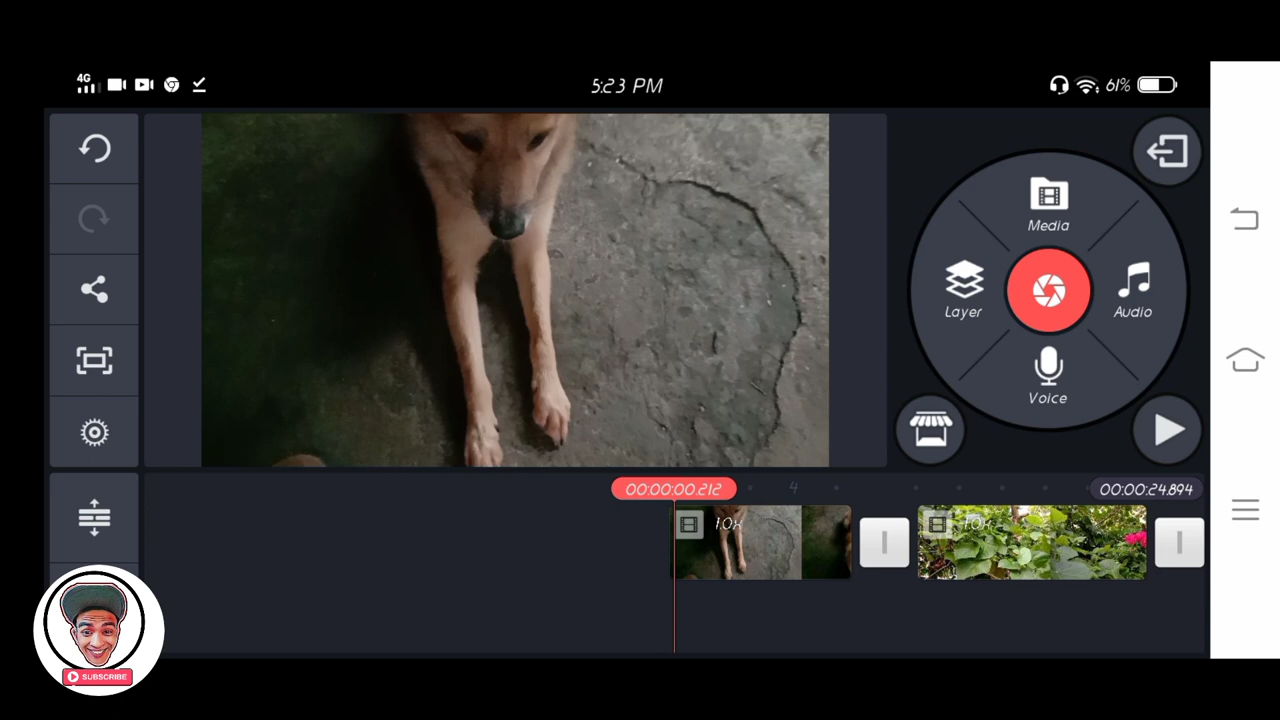 4G
5:23 PM
61%
Media
Layer
Audio
Voice
00:00:00.212
4
00:00:24.894
1.0x
1.0x
SUBSCRIBE